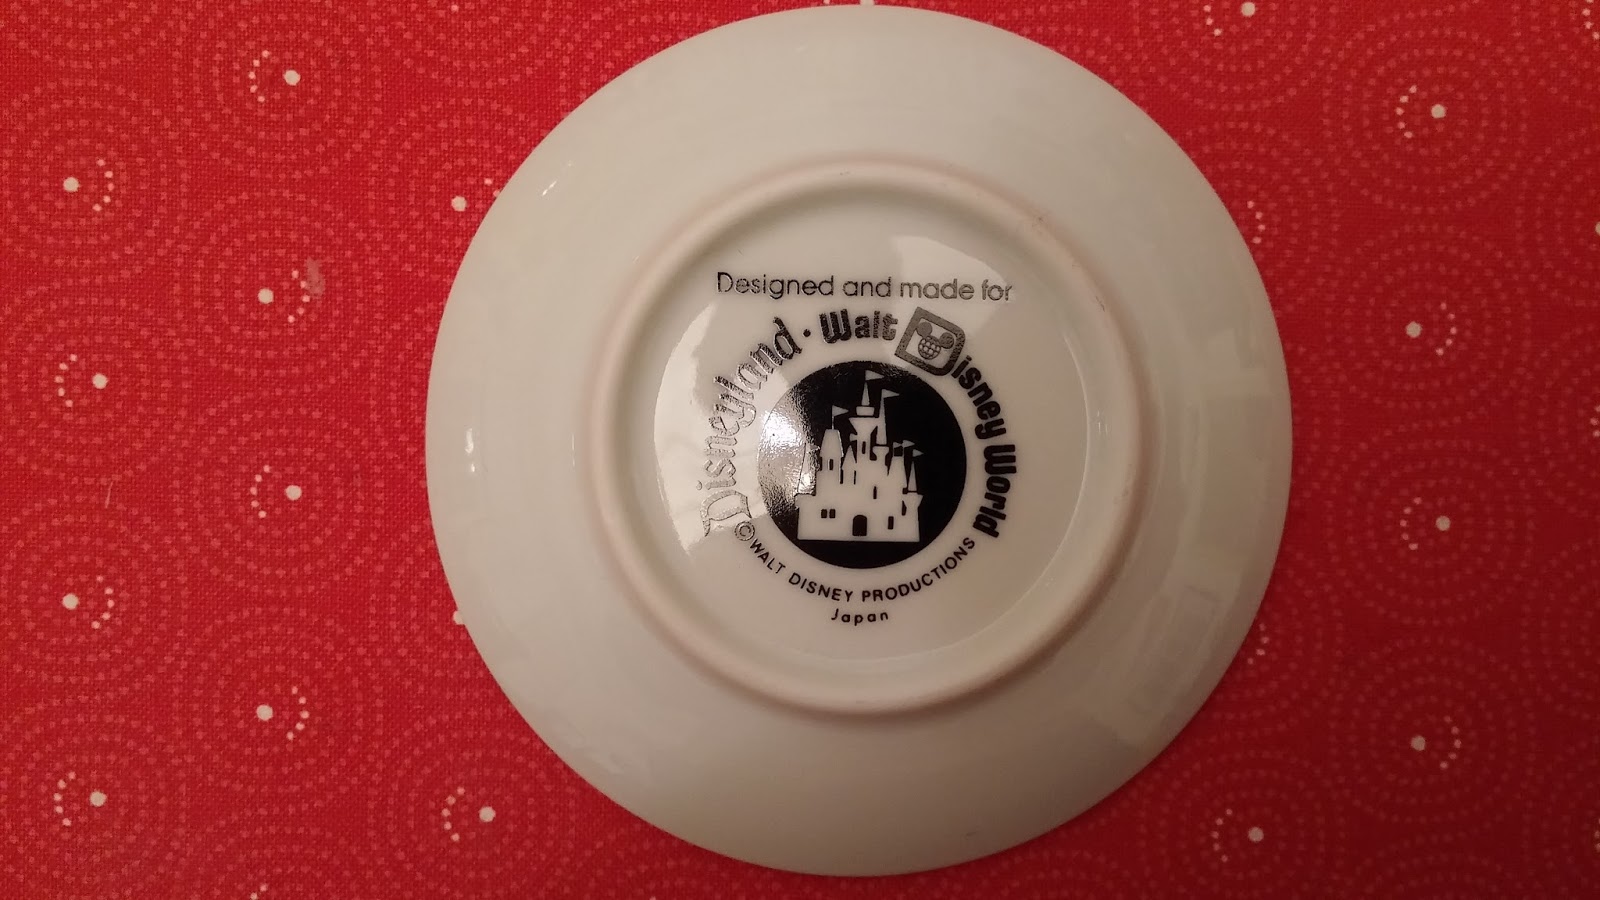 Designed and made for
Disneyland · Walt Disney World
© WALT DISNEY PRODUCTIONS
Japan